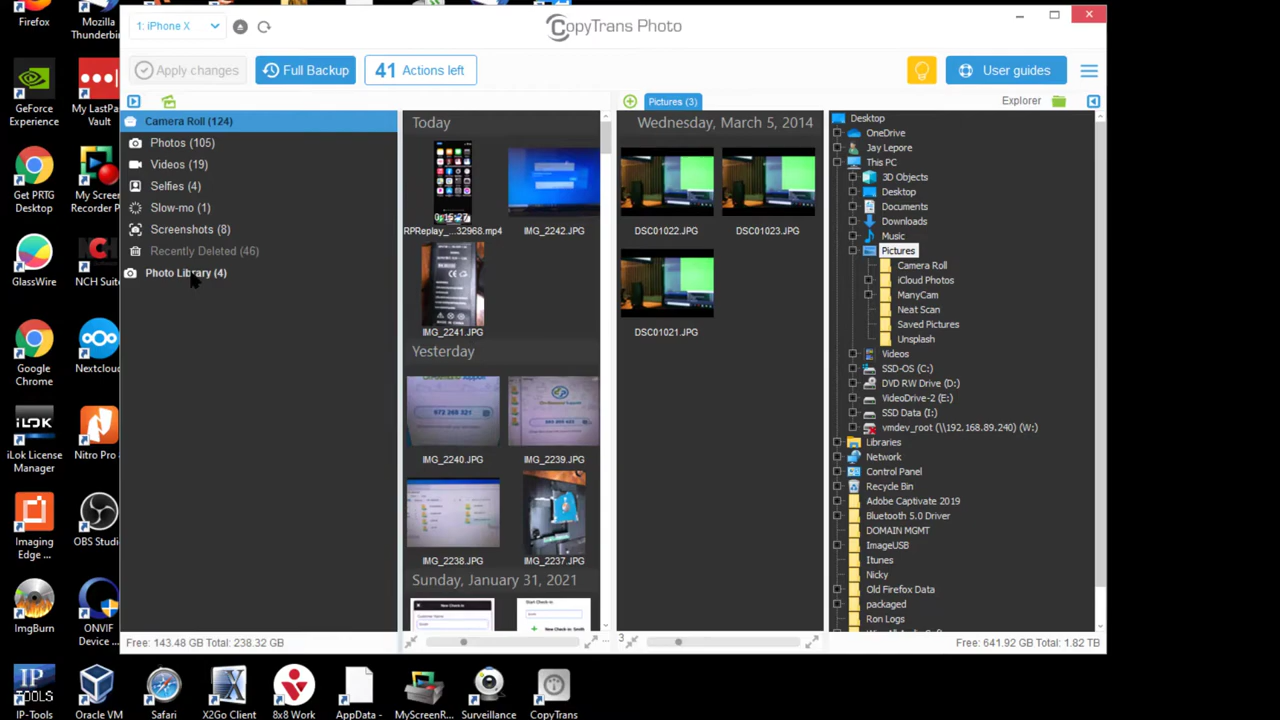 Firefox
Mozilla
Thunderbi
GeForce
Experience
My LastPa
Vault
Get PRTG
Desktop
My Screen
Recorder P
GlassWire
NCH Suit
Google
Chrome
Nextcloud
iLok License
Manager
Nitro Pro
Imaging
Edge ...
OBS Studi
ImgBurn
ONVF
Device ...
IP-Tools
Oracle VM
Safari
X2Go Client
8x8 Work
AppData -
MyScreenR...
Surveillance
CopyTrans
1: iPhone X
CopyTrans Photo
Apply changes
Full Backup
41 Actions left
User guides
Camera Roll (124)
Photos (105)
Videos (19)
Selfies (4)
Slow-mo (1)
Screenshots (8)
Recently Deleted (46)
Photo Library (4)
Free: 143.48 GB Total: 238.32 GB
Today
0:15:27
RPReplay_...32968.mp4
IMG_2242.JPG
IMG_2241.JPG
Yesterday
IMG_2240.JPG
IMG_2239.JPG
IMG_2238.JPG
IMG_2237.JPG
Sunday, January 31, 2021
Pictures (3)
Wednesday, March 5, 2014
DSC01022.JPG
DSC01023.JPG
DSC01021.JPG
3
Explorer
Desktop
OneDrive
Jay Lepore
This PC
3D Objects
Desktop
Documents
Downloads
Music
Pictures
Camera Roll
iCloud Photos
ManyCam
Neat Scan
Saved Pictures
Unsplash
Videos
SSD-OS (C:)
DVD RW Drive (D:)
VideoDrive-2 (E:)
SSD Data (I:)
vmdev_root (\\192.168.89.240) (W:)
Libraries
Network
Control Panel
Recycle Bin
Adobe Captivate 2019
Bluetooth 5.0 Driver
DOMAIN MGMT
ImageUSB
Itunes
Nicky
Old Firefox Data
packaged
Ron Logs
Free: 641.92 GB Total: 1.82 TB